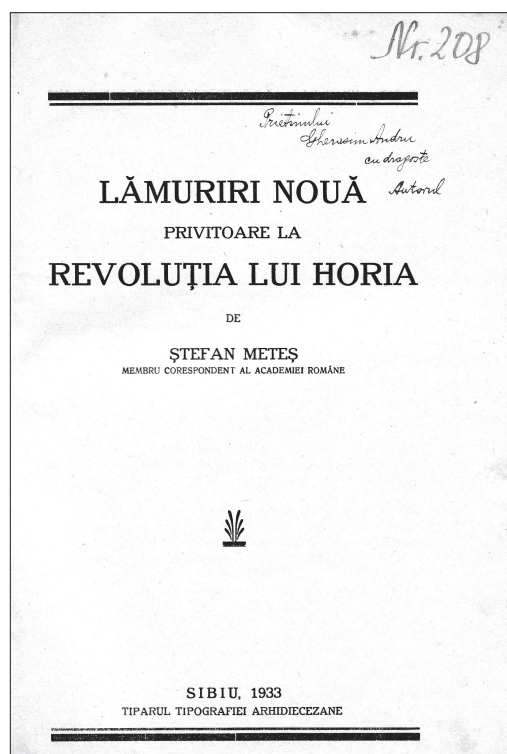 Nr. 208
Prietinului
Gherasim Andru
cu dragoste
Autorul
LĂMURIRI NOUĂ
PRIVITOARE LA
REVOLUȚIA LUI HORIA
DE
ȘTEFAN METEȘ
MEMBRU CORESPONDENT AL ACADEMIEI ROMÂNE
SIBIU, 1933
TIPARUL TIPOGRAFIEI ARHIDIECEZANE